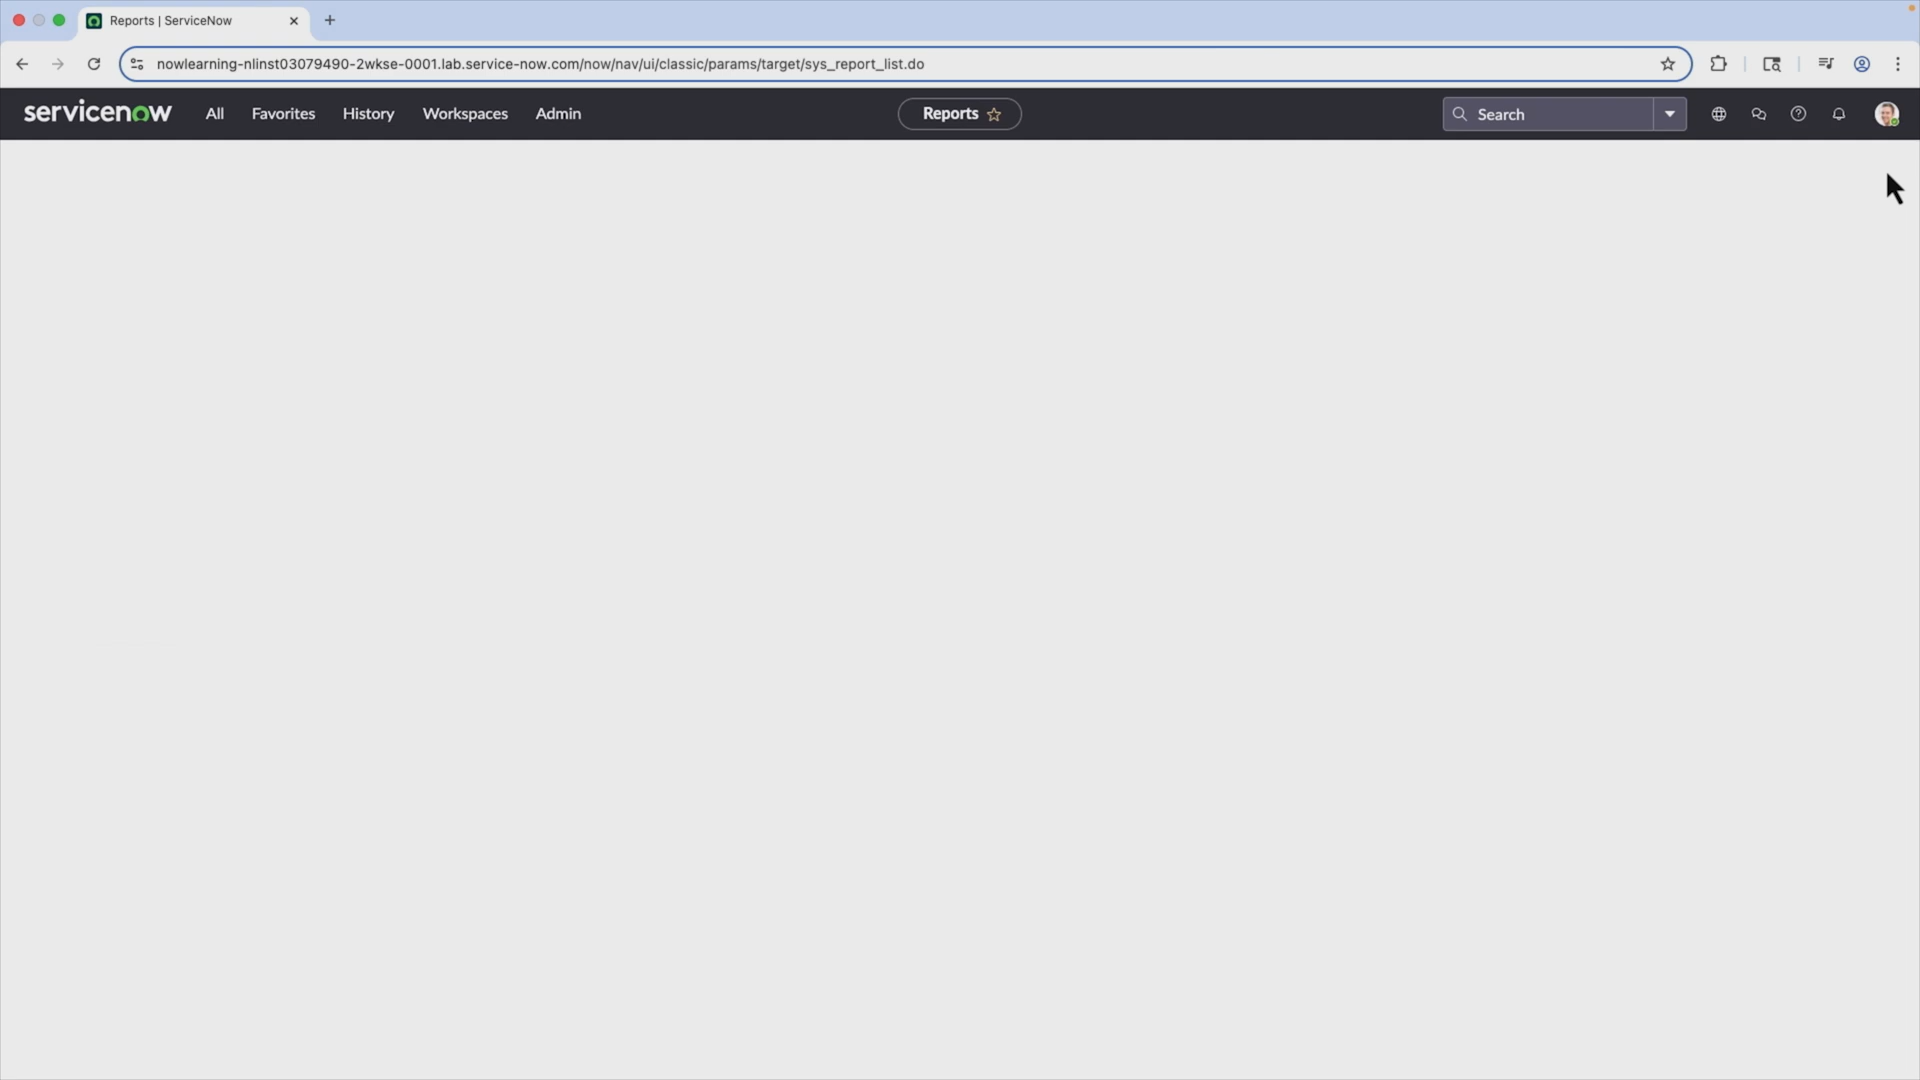 Reports | ServiceNow
nowlearning-nlinst03079490-2wkse-0001.lab.service-now.com/now/nav/ui/classic/params/target/sys_report_list.do
servicenow All Favorites History Workspaces Admin Reports Search